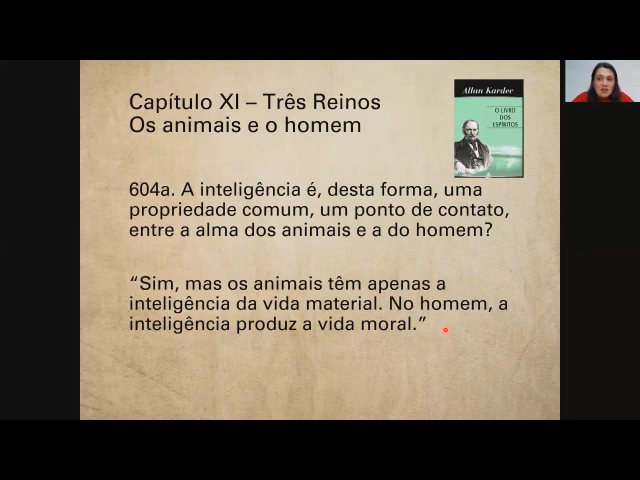 Capítulo XI – Três Reinos
Os animais e o homem
Allan Kardec
O LIVRO
DOS
ESPÍRITOS
604a. A inteligência é, desta forma, uma
propriedade comum, um ponto de contato,
entre a alma dos animais e a do homem?
“Sim, mas os animais têm apenas a
inteligência da vida material. No homem, a
inteligência produz a vida moral.”